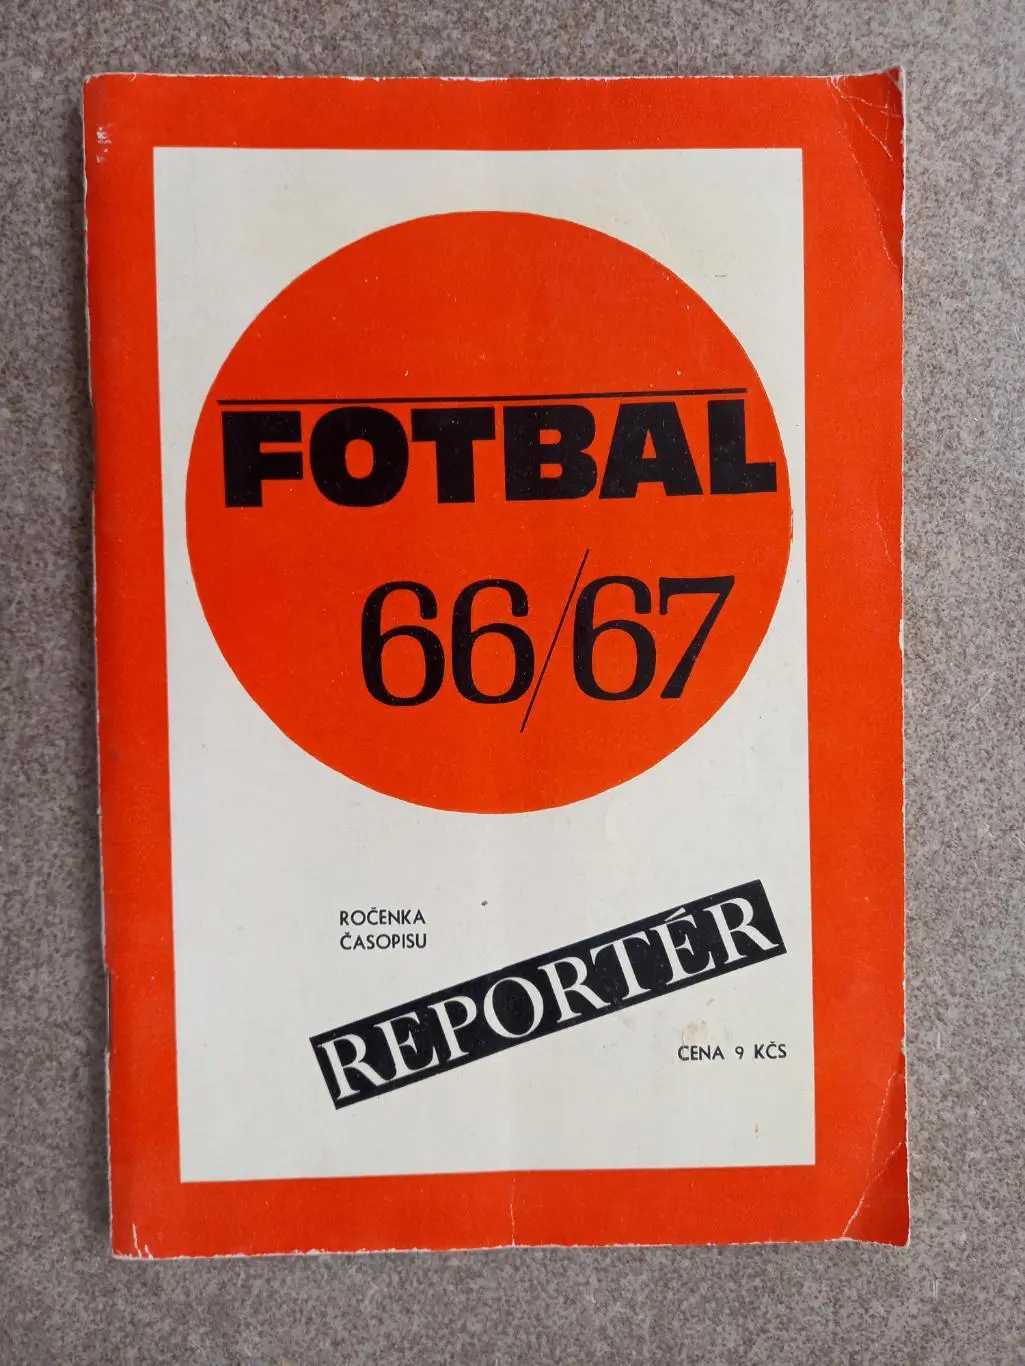 FOTBAL
66/67
ROČENKA
ČASOPISU
REPORTÉR
CENA 9 KČS